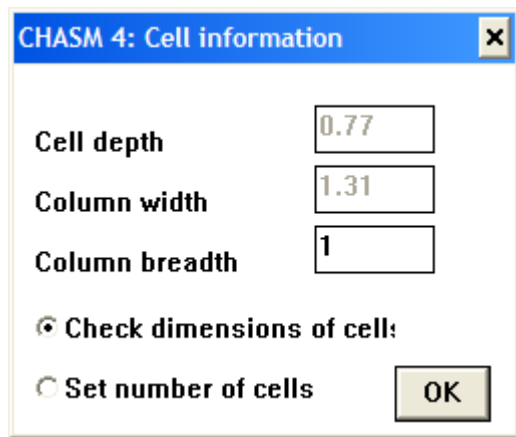 CHASM 4: Cell information
Cell depth 0.77
Column width 1.31
Column breadth 1
Check dimensions of cells
Set number of cells
OK